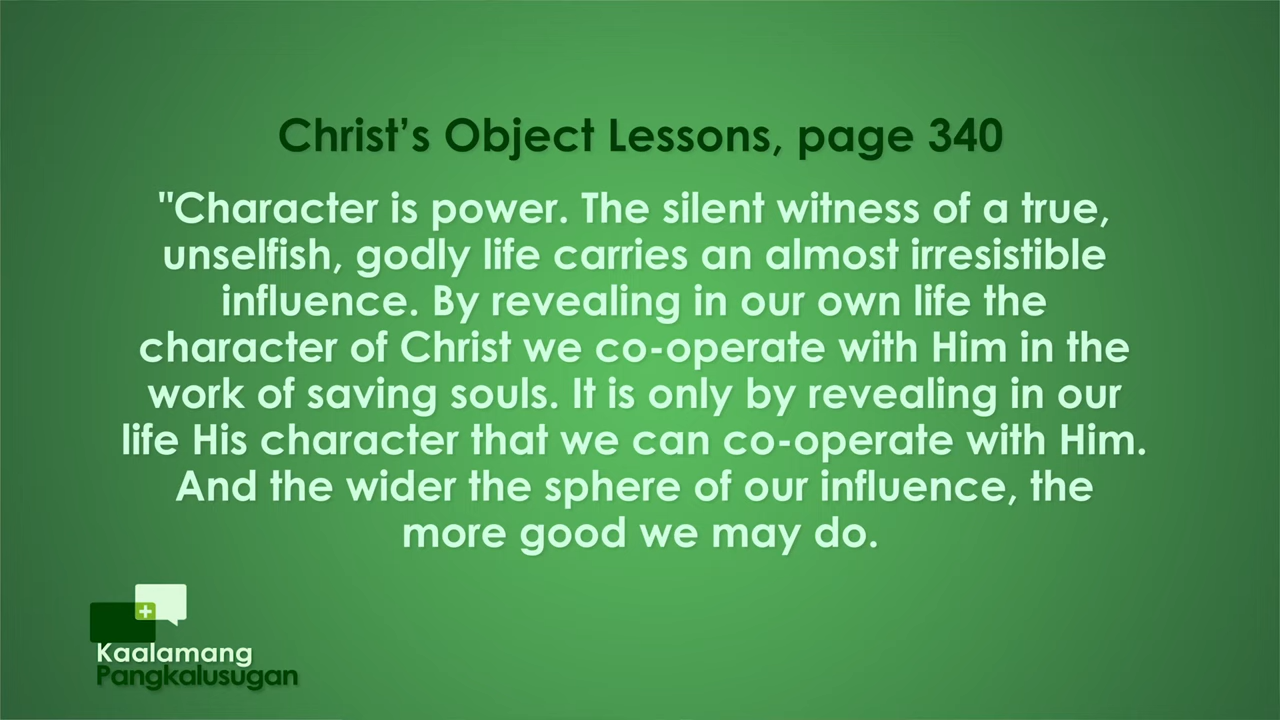 Christ’s Object Lessons, page 340
"Character is power. The silent witness of a true,
unselfish, godly life carries an almost irresistible
influence. By revealing in our own life the
character of Christ we co-operate with Him in the
work of saving souls. It is only by revealing in our
life His character that we can co-operate with Him.
And the wider the sphere of our influence, the
more good we may do.
Kaalamang
Pangkalusugan